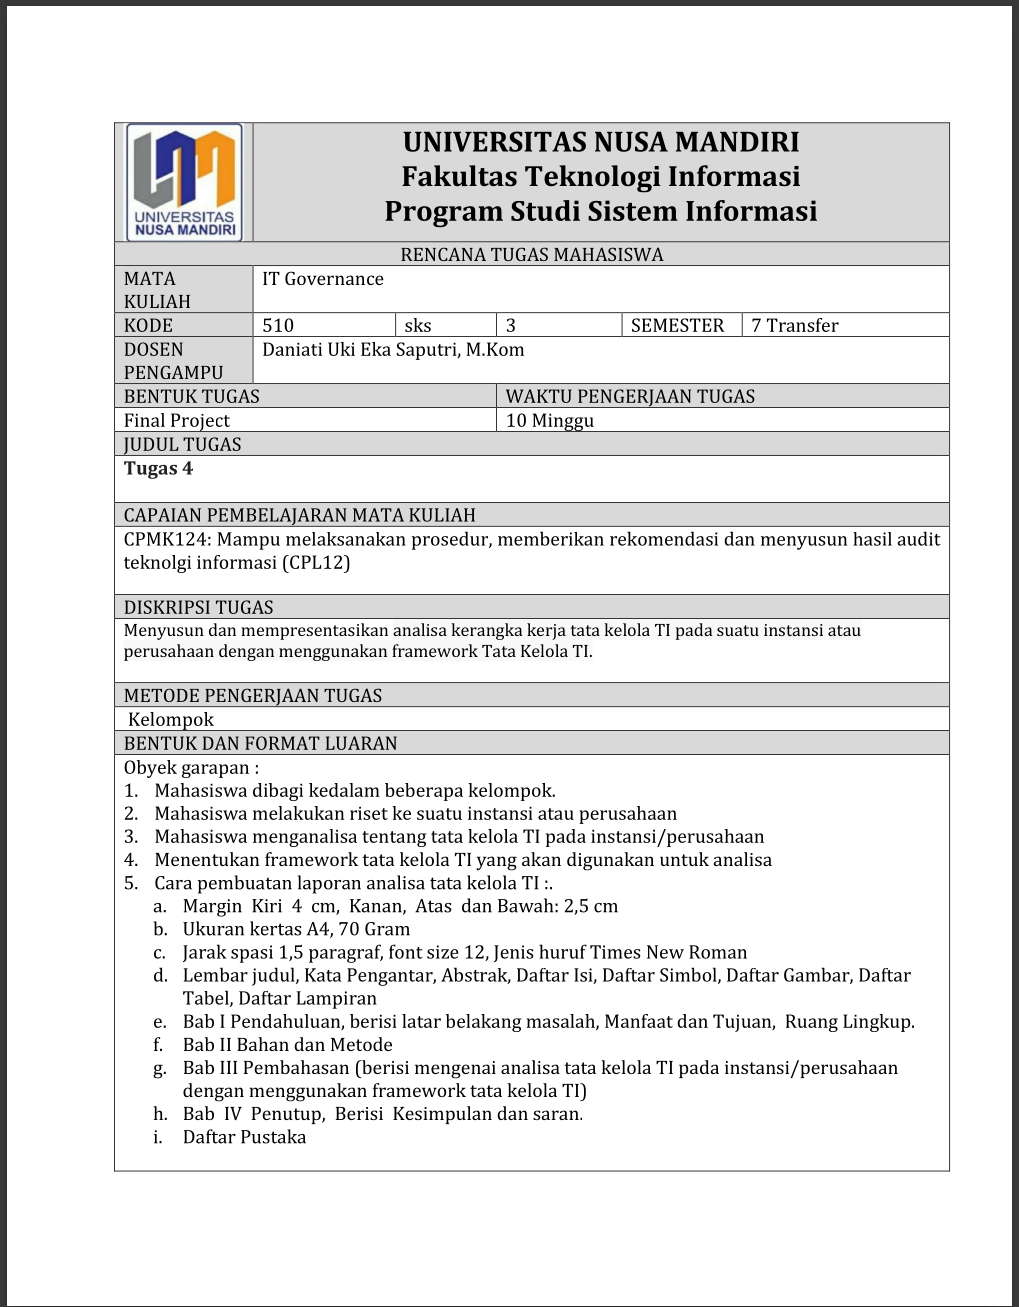 UNIVERSITAS
NUSA MANDIRI
UNIVERSITAS NUSA MANDIRI
Fakultas Teknologi Informasi
Program Studi Sistem Informasi
RENCANA TUGAS MAHASISWA
MATA
KULIAH
IT Governance
KODE 510 sks 3 SEMESTER 7 Transfer
DOSEN
PENGAMPU
Daniati Uki Eka Saputri, M.Kom
BENTUK TUGAS WAKTU PENGERJAAN TUGAS
Final Project 10 Minggu
JUDUL TUGAS
Tugas 4
CAPAIAN PEMBELAJARAN MATA KULIAH
CPMK124: Mampu melaksanakan prosedur, memberikan rekomendasi dan menyusun hasil audit
teknolgi informasi (CPL12)
DISKRIPSI TUGAS
Menyusun dan mempresentasikan analisa kerangka kerja tata kelola TI pada suatu instansi atau
perusahaan dengan menggunakan framework Tata Kelola TI.
METODE PENGERJAAN TUGAS
Kelompok
BENTUK DAN FORMAT LUARAN
Obyek garapan :
1. Mahasiswa dibagi kedalam beberapa kelompok.
2. Mahasiswa melakukan riset ke suatu instansi atau perusahaan
3. Mahasiswa menganalisa tentang tata kelola TI pada instansi/perusahaan
4. Menentukan framework tata kelola TI yang akan digunakan untuk analisa
5. Cara pembuatan laporan analisa tata kelola TI :.
a. Margin Kiri 4 cm, Kanan, Atas dan Bawah: 2,5 cm
b. Ukuran kertas A4, 70 Gram
c. Jarak spasi 1,5 paragraf, font size 12, Jenis huruf Times New Roman
d. Lembar judul, Kata Pengantar, Abstrak, Daftar Isi, Daftar Simbol, Daftar Gambar, Daftar
Tabel, Daftar Lampiran
e. Bab I Pendahuluan, berisi latar belakang masalah, Manfaat dan Tujuan, Ruang Lingkup.
f. Bab II Bahan dan Metode
g. Bab III Pembahasan (berisi mengenai analisa tata kelola TI pada instansi/perusahaan
dengan menggunakan framework tata kelola TI)
h. Bab IV Penutup, Berisi Kesimpulan dan saran.
i. Daftar Pustaka